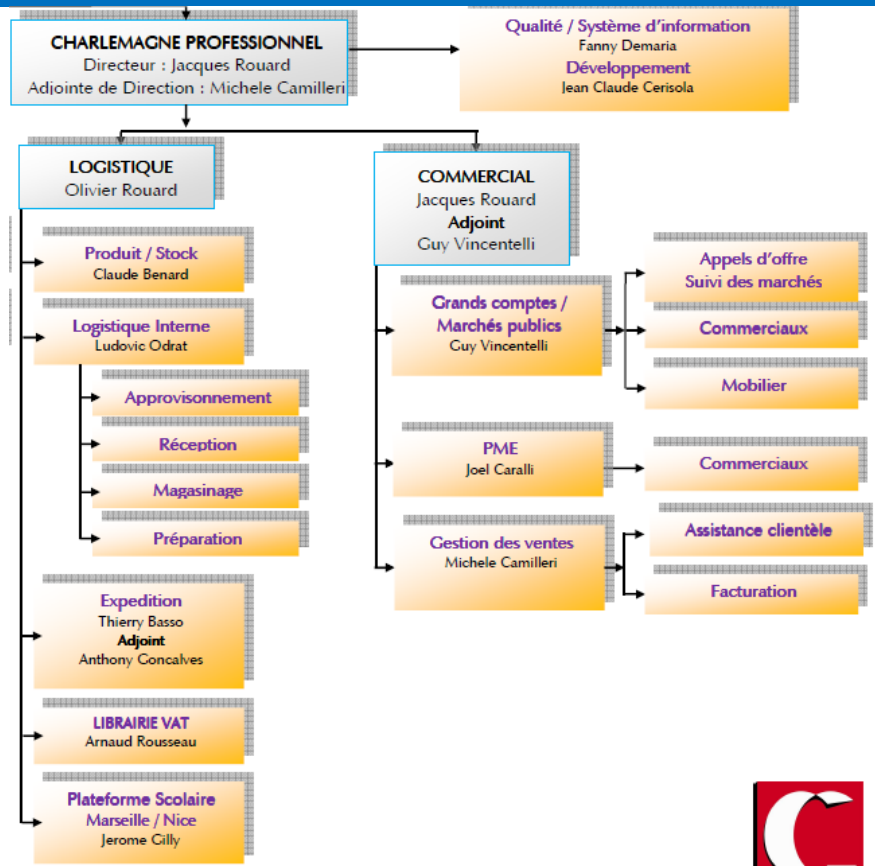 CHARLEMAGNE PROFESSIONNEL
Directeur : Jacques Rouard
Adjointe de Direction : Michele Camilleri
Qualité / Système d'information
Fanny Demaria
Développement
Jean Claude Cerisola
LOGISTIQUE
Olivier Rouard
Produit / Stock
Claude Benard
Logistique Interne
Ludovic Odrat
Approvisonnement
Réception
Magasinage
Préparation
Expedition
Thierry Basso
Adjoint
Anthony Goncalves
LIBRAIRIE VAT
Arnaud Rousseau
Plateforme Scolaire
Marseille / Nice
Jerome Gilly
COMMERCIAL
Jacques Rouard
Adjoint
Guy Vincentelli
Grands comptes /
Marchés publics
Guy Vincentelli
Appels d'offre
Suivi des marchés
Commerciaux
Mobilier
PME
Joel Caralli
Commerciaux
Gestion des ventes
Michele Camilleri
Assistance clientèle
Facturation